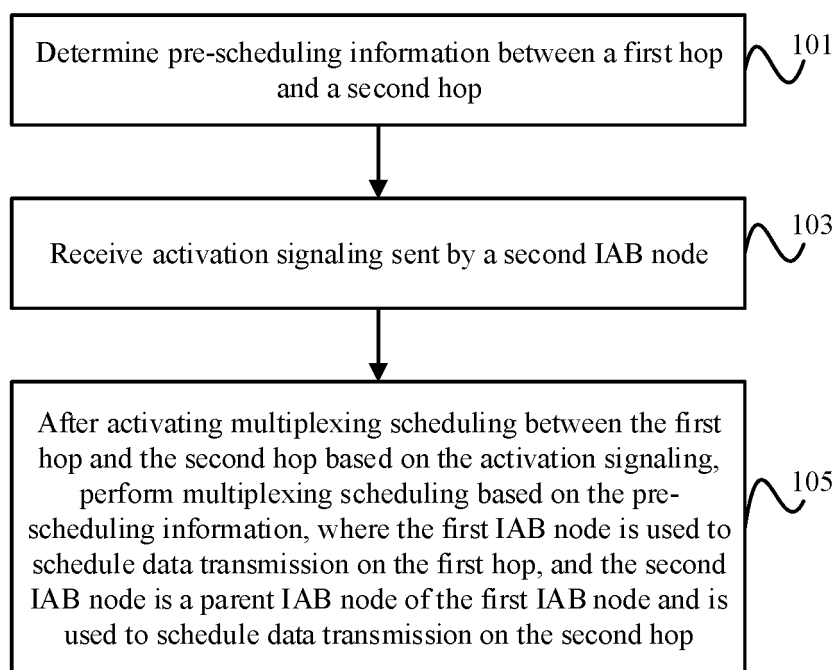 Determine pre-scheduling information between a first hop
and a second hop
101
Receive activation signaling sent by a second IAB node
103
After activating multiplexing scheduling between the first
hop and the second hop based on the activation signaling,
perform multiplexing scheduling based on the pre-
scheduling information, where the first IAB node is used to
schedule data transmission on the first hop, and the second
IAB node is a parent IAB node of the first IAB node and is
used to schedule data transmission on the second hop
105